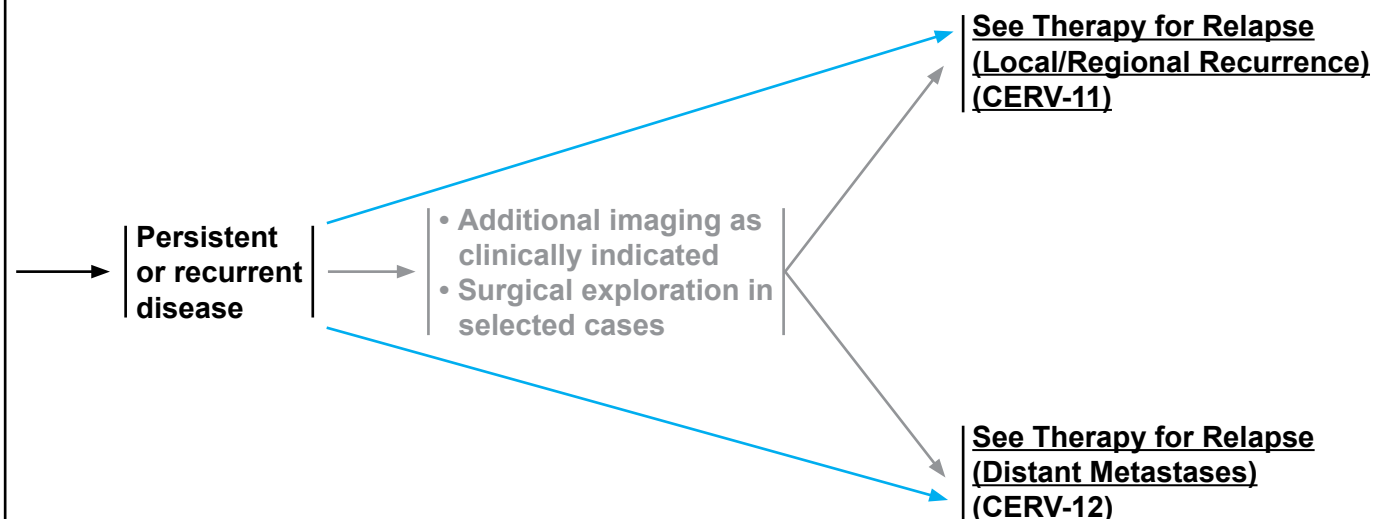 See Therapy for Relapse
(Local/Regional Recurrence)
(CERV-11)
Persistent
or recurrent
disease
• Additional imaging as
clinically indicated
• Surgical exploration in
selected cases
See Therapy for Relapse
(Distant Metastases)
(CERV-12)